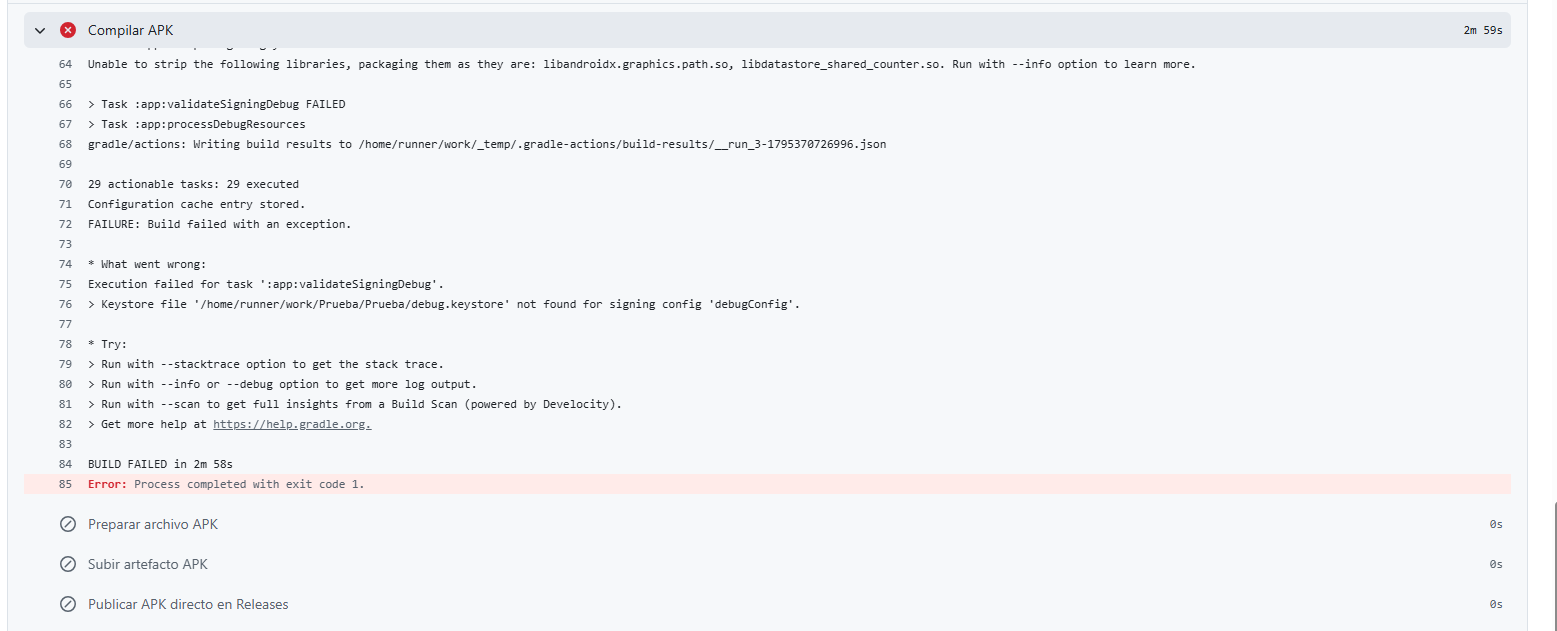 Compilar APK 2m 59s
64 Unable to strip the following libraries, packaging them as they are: libandroidx.graphics.path.so, libdatastore_shared_counter.so. Run with --info option to learn more.
65
66 > Task :app:validateSigningDebug FAILED
67 > Task :app:processDebugResources
68 gradle/actions: Writing build results to /home/runner/work/_temp/.gradle-actions/build-results/__run_3-1795370726996.json
69
70 29 actionable tasks: 29 executed
71 Configuration cache entry stored.
72 FAILURE: Build failed with an exception.
73
74 * What went wrong:
75 Execution failed for task ':app:validateSigningDebug'.
76 > Keystore file '/home/runner/work/Prueba/Prueba/debug.keystore' not found for signing config 'debugConfig'.
77
78 * Try:
79 > Run with --stacktrace option to get the stack trace.
80 > Run with --info or --debug option to get more log output.
81 > Run with --scan to get full insights from a Build Scan (powered by Develocity).
82 > Get more help at https://help.gradle.org.
83
84 BUILD FAILED in 2m 58s
85 Error: Process completed with exit code 1.
Preparar archivo APK 0s
Subir artefacto APK 0s
Publicar APK directo en Releases 0s